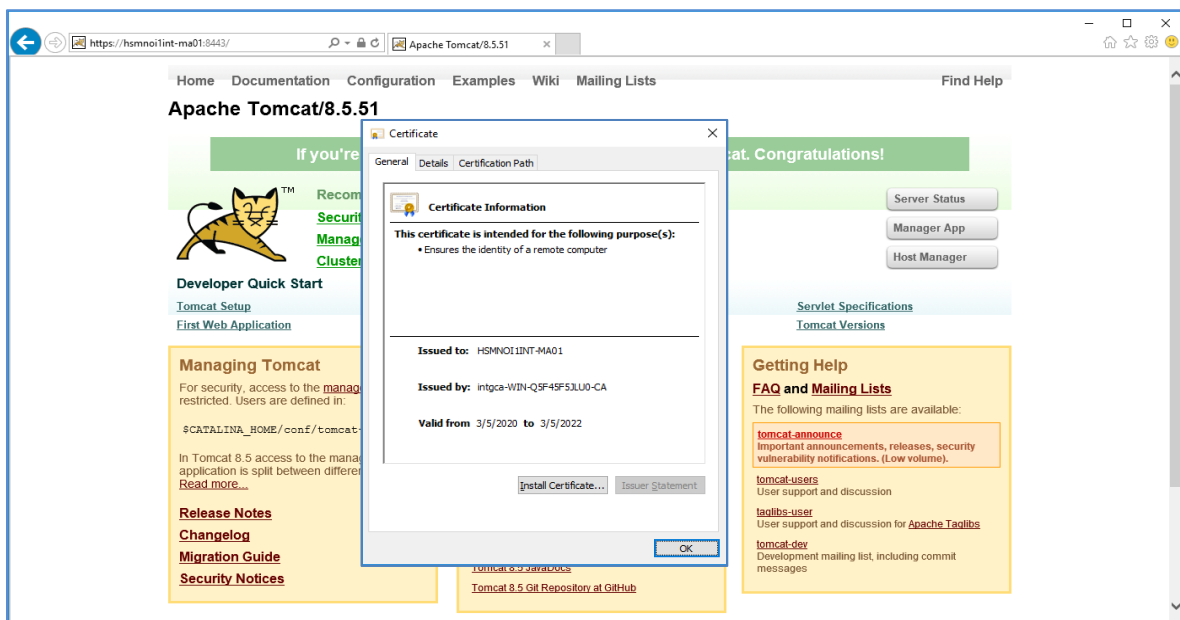 https://hsmnoi1int-ma01:8443/
Apache Tomcat/8.5.51
Home Documentation Configuration Examples Wiki Mailing Lists Find Help
Apache Tomcat/8.5.51
If you're
cat. Congratulations!
TM
Recom
Securit
Manag
Cluster
Server Status
Manager App
Host Manager
Developer Quick Start
Tomcat Setup
First Web Application
Servlet Specifications
Tomcat Versions
Managing Tomcat
For security, access to the manag
restricted. Users are defined in:
$CATALINA_HOME/conf/tomcat-
In Tomcat 8.5 access to the manag
application is split between differen
Read more...
Release Notes
Changelog
Migration Guide
Security Notices
Certificate
General Details Certification Path
Certificate Information
This certificate is intended for the following purpose(s):
• Ensures the identity of a remote computer
Issued to: HSMNOI1INT-MA01
Issued by: intgca-WIN-Q5F45F5JLU0-CA
Valid from 3/5/2020 to 3/5/2022
Install Certificate... Issuer Statement
OK
Tomcat 8.5 JavaDocs
Tomcat 8.5 Git Repository at GitHub
Getting Help
FAQ and Mailing Lists
The following mailing lists are available:
tomcat-announce
Important announcements, releases, security
vulnerability notifications. (Low volume).
tomcat-users
User support and discussion
taglibs-user
User support and discussion for Apache Taglibs
tomcat-dev
Development mailing list, including commit
messages